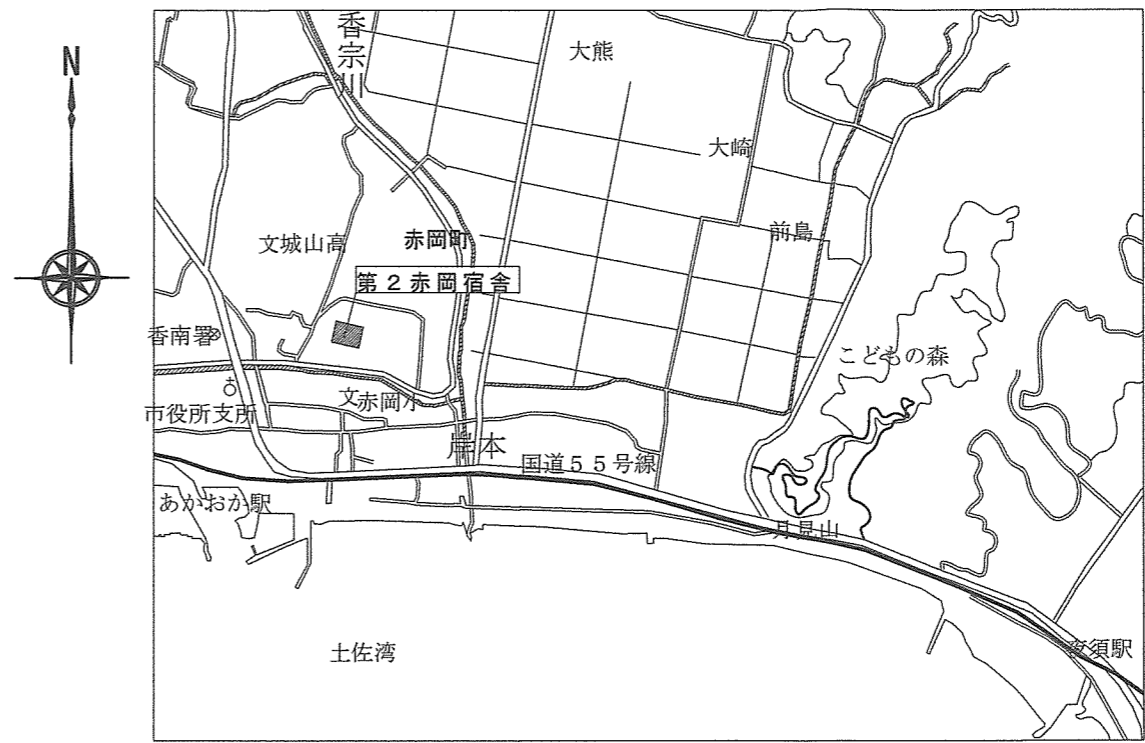 N
香宗川
大熊
大崎
前島
文城山高
赤岡町
第２赤岡宿舎
香南署
こどもの森
市役所支所
文赤岡小
岸本
国道５５号線
あかおか駅
月見山
土佐湾
夜須駅